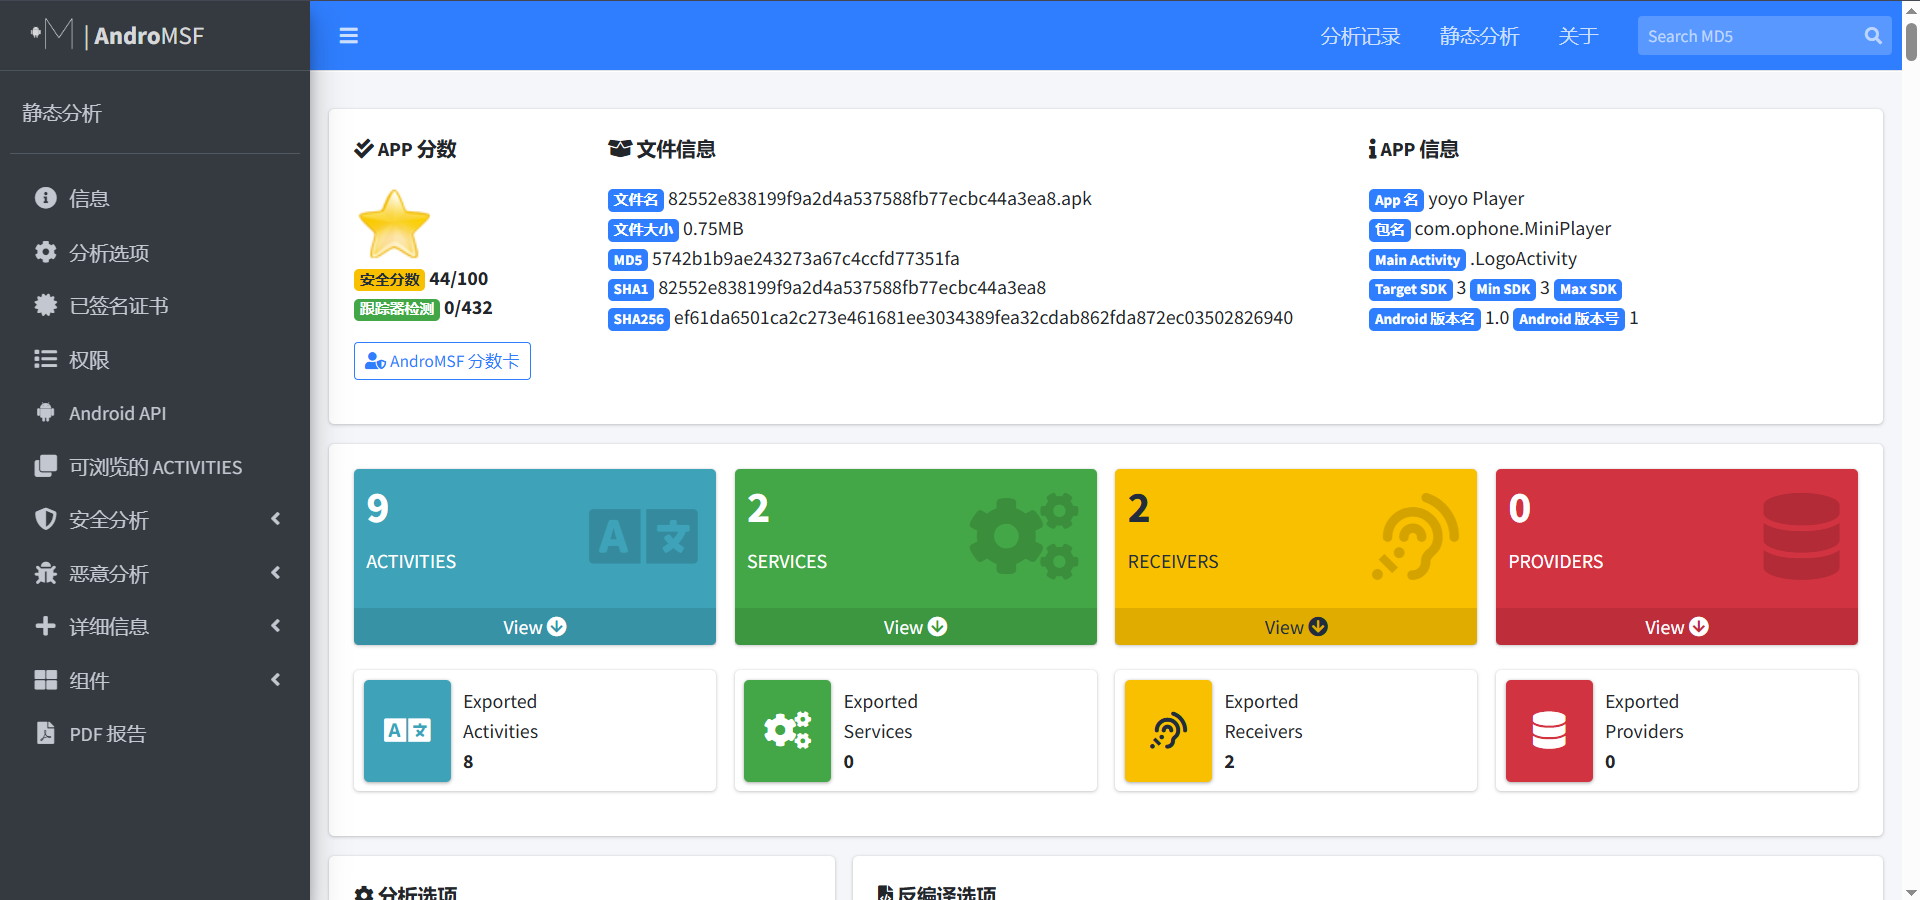 M | AndroMSF
分析记录 静态分析 关于 Search MD5
静态分析
信息
分析选项
已签名证书
权限
Android API
可浏览的 ACTIVITIES
安全分析
恶意分析
详细信息
组件
PDF 报告
APP 分数
安全分数 44/100
跟踪器检测 0/432
AndroMSF 分数卡
文件信息
文件名 82552e838199f9a2d4a537588fb77ecbc44a3ea8.apk
文件大小 0.75MB
MD5 5742b1b9ae243273a67c4ccfd77351fa
SHA1 82552e838199f9a2d4a537588fb77ecbc44a3ea8
SHA256 ef61da6501ca2c273e461681ee3034389fea32cdab862fda872ec03502826940
APP 信息
App 名 yoyo Player
包名 com.ophone.MiniPlayer
Main Activity .LogoActivity
Target SDK 3 Min SDK 3 Max SDK
Android 版本名 1.0 Android 版本号 1
9
ACTIVITIES
View
2
SERVICES
View
2
RECEIVERS
View
0
PROVIDERS
View
Exported
Activities
8
Exported
Services
0
Exported
Receivers
2
Exported
Providers
0
分析选项
反编译选项